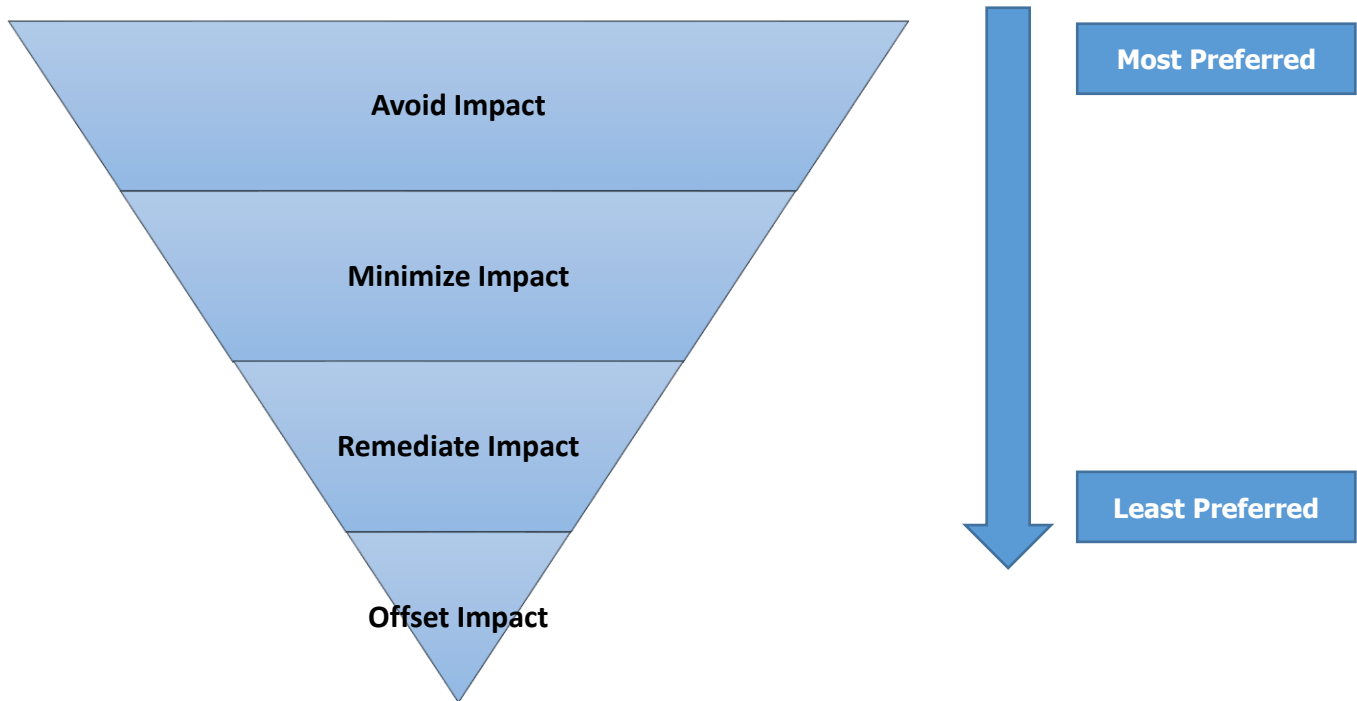 Most Preferred
Avoid Impact
Minimize Impact
Remediate Impact
Least Preferred
Offset Impact